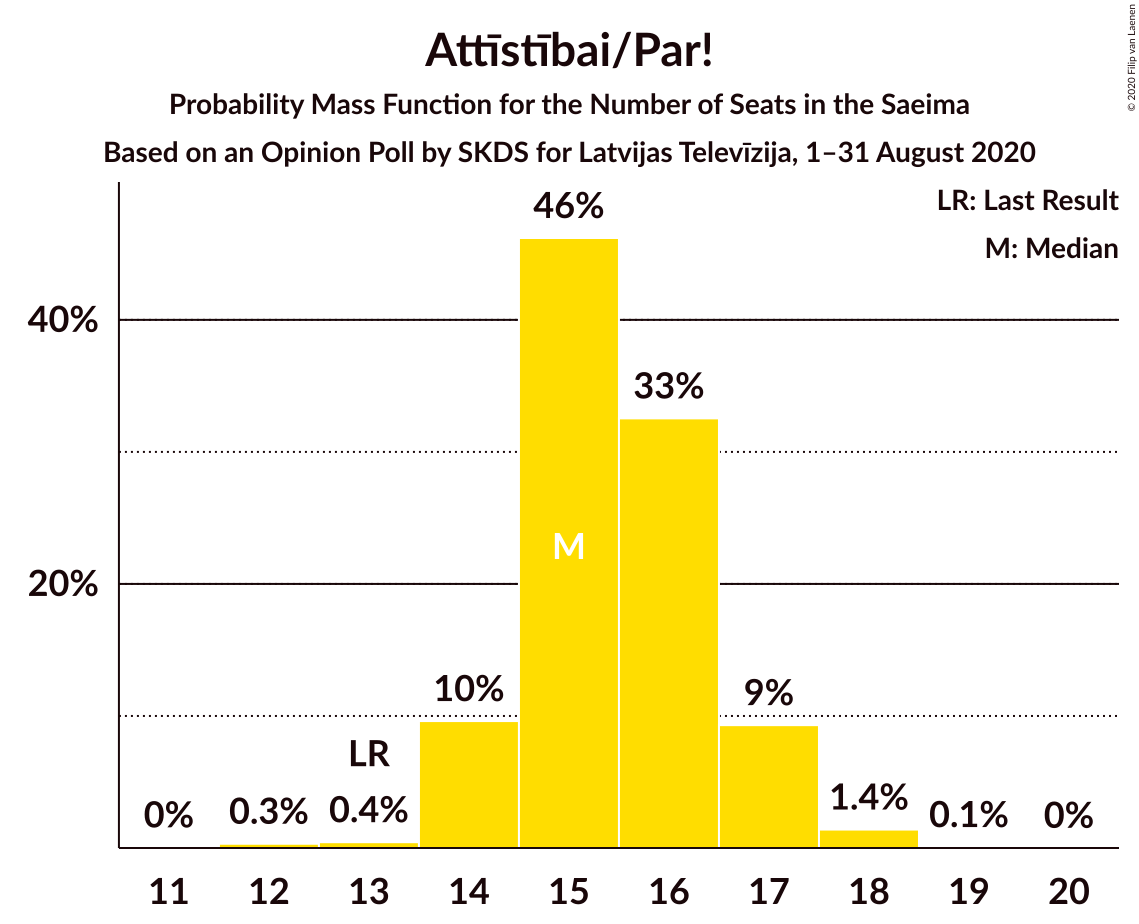 Attīstībai/Par!
Probability Mass Function for the Number of Seats in the Saeima
Based on an Opinion Poll by SKDS for Latvijas Televīzija, 1–31 August 2020
© 2020 Filip van Laenen
LR: Last Result
M: Median
46%
40%
33%
M
20%
10%
9%
LR
0%
0.3%
0.4%
1.4%
0.1%
0%
11 12 13 14 15 16 17 18 19 20